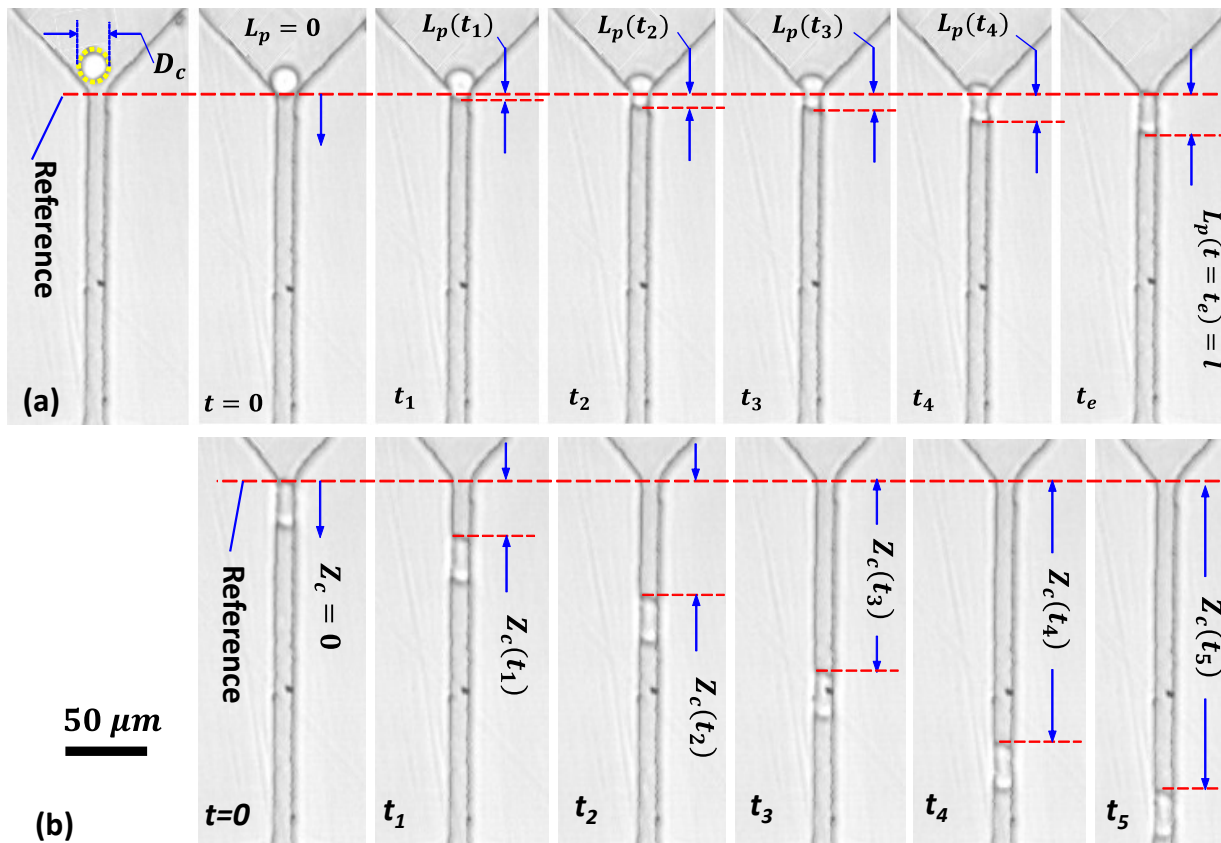 D_c
L_p = 0
L_p(t_1)
L_p(t_2)
L_p(t_3)
L_p(t_4)
Reference
L_p(t = t_e) = l
(a)
t = 0
t_1
t_2
t_3
t_4
t_e
Reference
Z_c = 0
Z_c(t_1)
Z_c(t_2)
Z_c(t_3)
Z_c(t_4)
Z_c(t_5)
50 μm
(b)
t=0
t_1
t_2
t_3
t_4
t_5